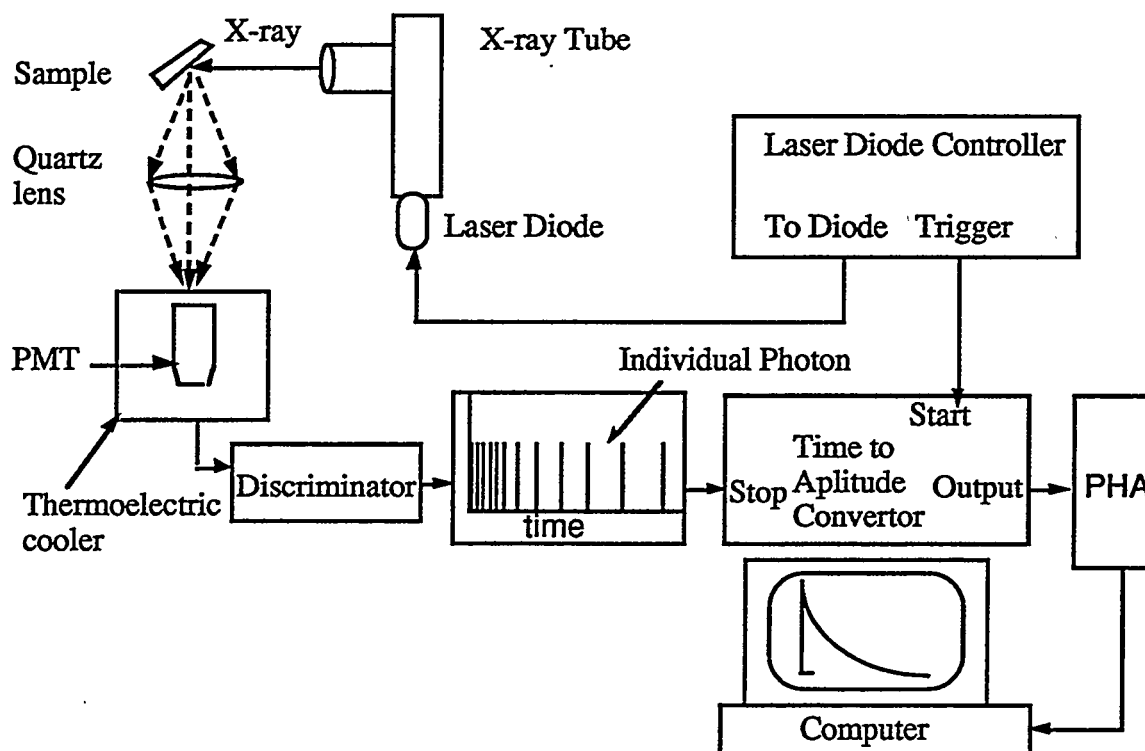 X-ray
X-ray Tube
Sample
Quartz
lens
Laser Diode
Laser Diode Controller
To Diode Trigger
PMT
Individual Photon
Thermoelectric
cooler
Discriminator
time
Start
Stop
Time to
Aplitude
Convertor
Output
PHA
Computer